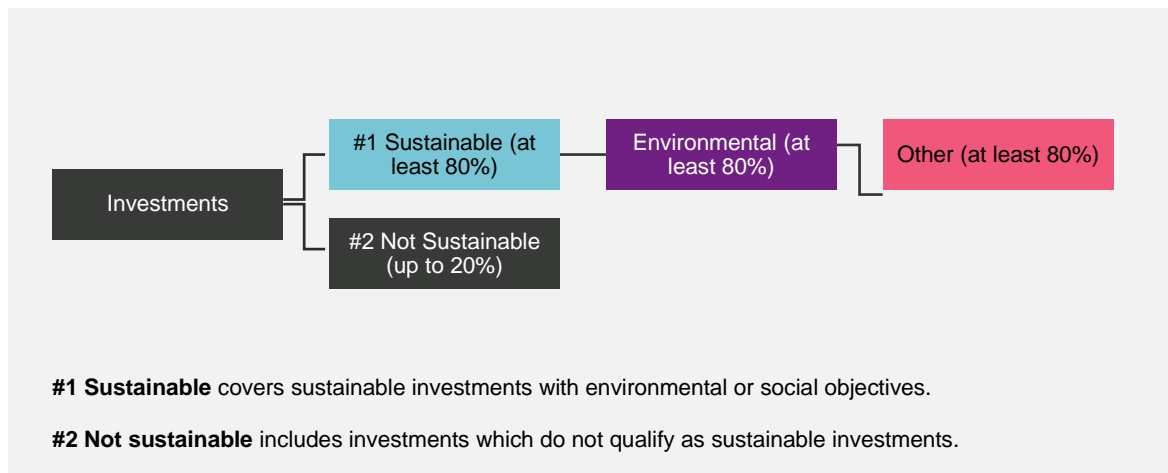 #1 Sustainable (at
least 80%)
Environmental (at
least 80%)
Other (at least 80%)
Investments
#2 Not Sustainable
(up to 20%)
#1 Sustainable covers sustainable investments with environmental or social objectives.
#2 Not sustainable includes investments which do not qualify as sustainable investments.